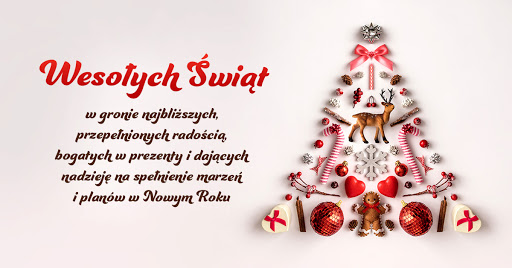 Wesołych Świąt
w gronie najbliższych,
przepełnionych radością,
bogatych w prezenty i dających
nadzieję na spełnienie marzeń
i planów w Nowym Roku